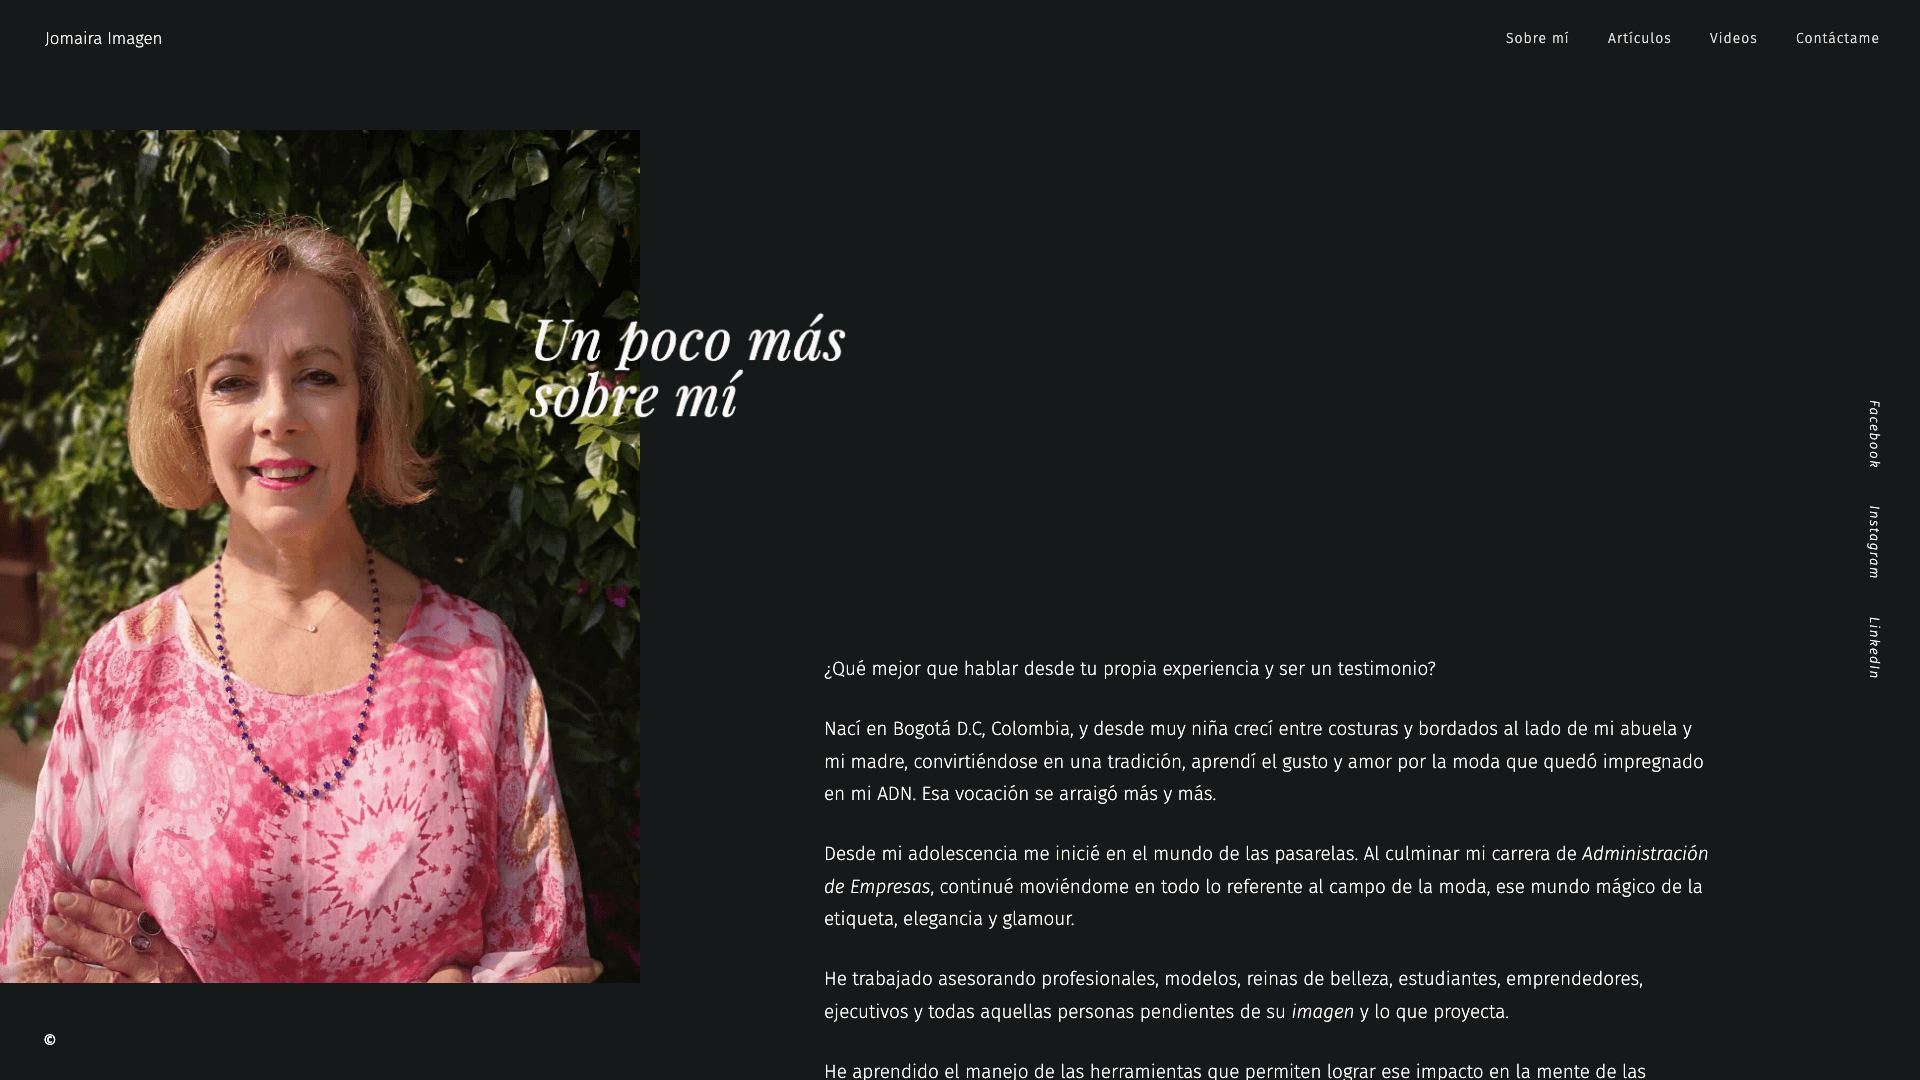 Jomaira Imagen
Sobre mí
Artículos
Videos
Contáctame
Un poco más
sobre mí
Facebook
Instagram
LinkedIn
¿Qué mejor que hablar desde tu propia experiencia y ser un testimonio?
Nací en Bogotá D.C, Colombia, y desde muy niña crecí entre costuras y bordados al lado de mi abuela y
mi madre, convirtiéndose en una tradición, aprendí el gusto y amor por la moda que quedó impregnado
en mi ADN. Esa vocación se arraigó más y más.
Desde mi adolescencia me inicié en el mundo de las pasarelas. Al culminar mi carrera de Administración
de Empresas, continué moviéndome en todo lo referente al campo de la moda, ese mundo mágico de la
etiqueta, elegancia y glamour.
He trabajado asesorando profesionales, modelos, reinas de belleza, estudiantes, emprendedores,
ejecutivos y todas aquellas personas pendientes de su imagen y lo que proyecta.
He aprendido el manejo de las herramientas que permiten lograr ese impacto en la mente de las
©